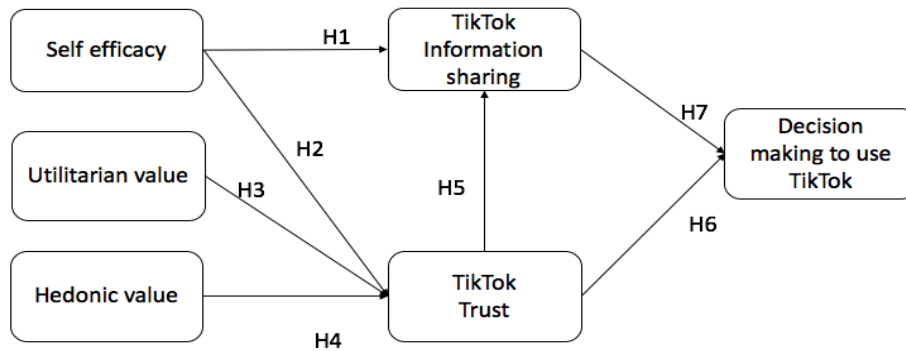 Self efficacy
H1
TikTok
Information
sharing
H2
H7
Decision
making to use
TikTok
Utilitarian value
H3
H5
H6
Hedonic value
H4
TikTok
Trust